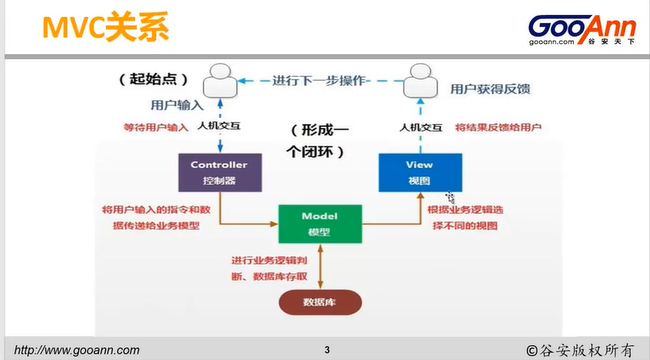 MVC关系
GooAnn
gooann.com 谷安天下
（起始点）
进行下一步操作
用户输入
用户获得反馈
等待用户输入
人机交互
（形成一
个闭环）
人机交互
将结果反馈给用户
Controller
控制器
View
视图
将用户输入的指令和数
据传递给业务模型
Model
模型
根据业务逻辑选
择不同的视图
进行业务逻辑判
断、数据库存取
数据库
http://www.gooann.com
3
©谷安版权所有